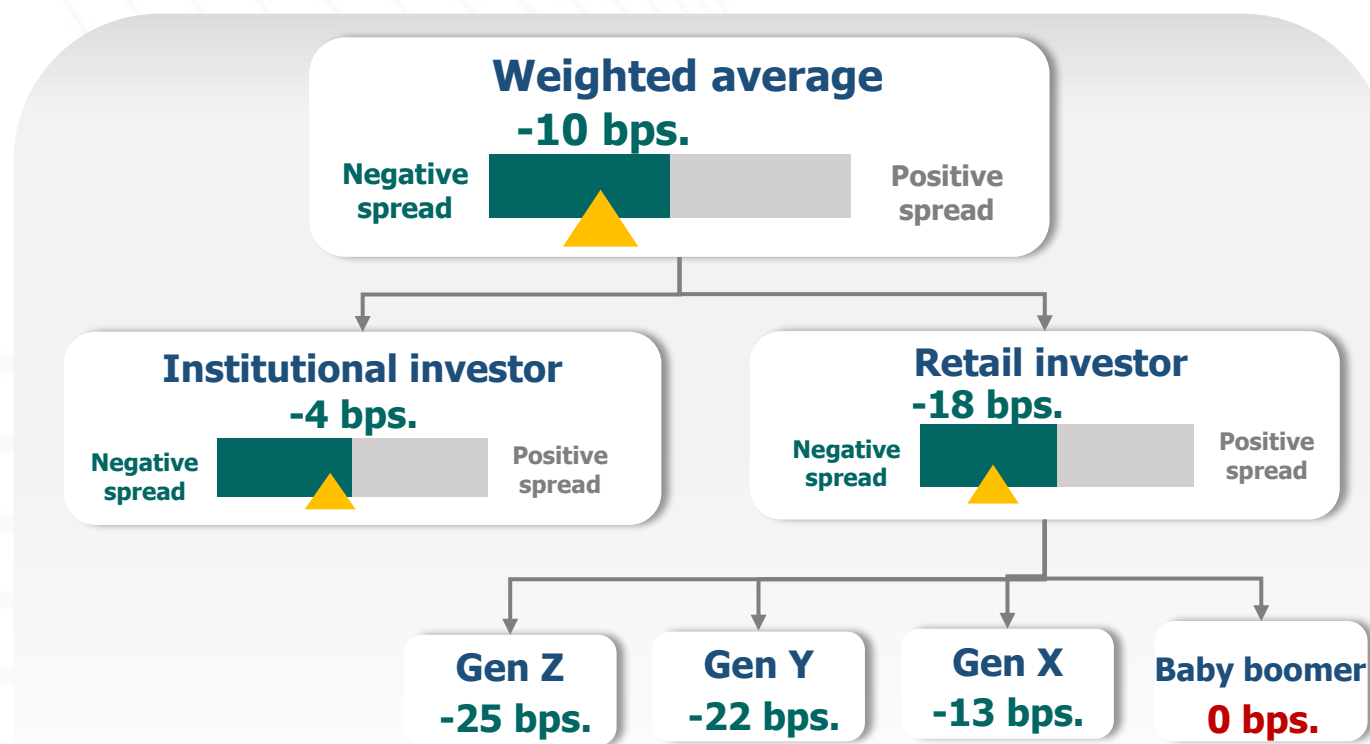 Weighted average
-10 bps.
Negative
spread
Positive
spread
Institutional investor
-4 bps.
Negative
spread
Positive
spread
Retail investor
-18 bps.
Negative
spread
Positive
spread
Gen Z
-25 bps.
Gen Y
-22 bps.
Gen X
-13 bps.
Baby boomer
0 bps.